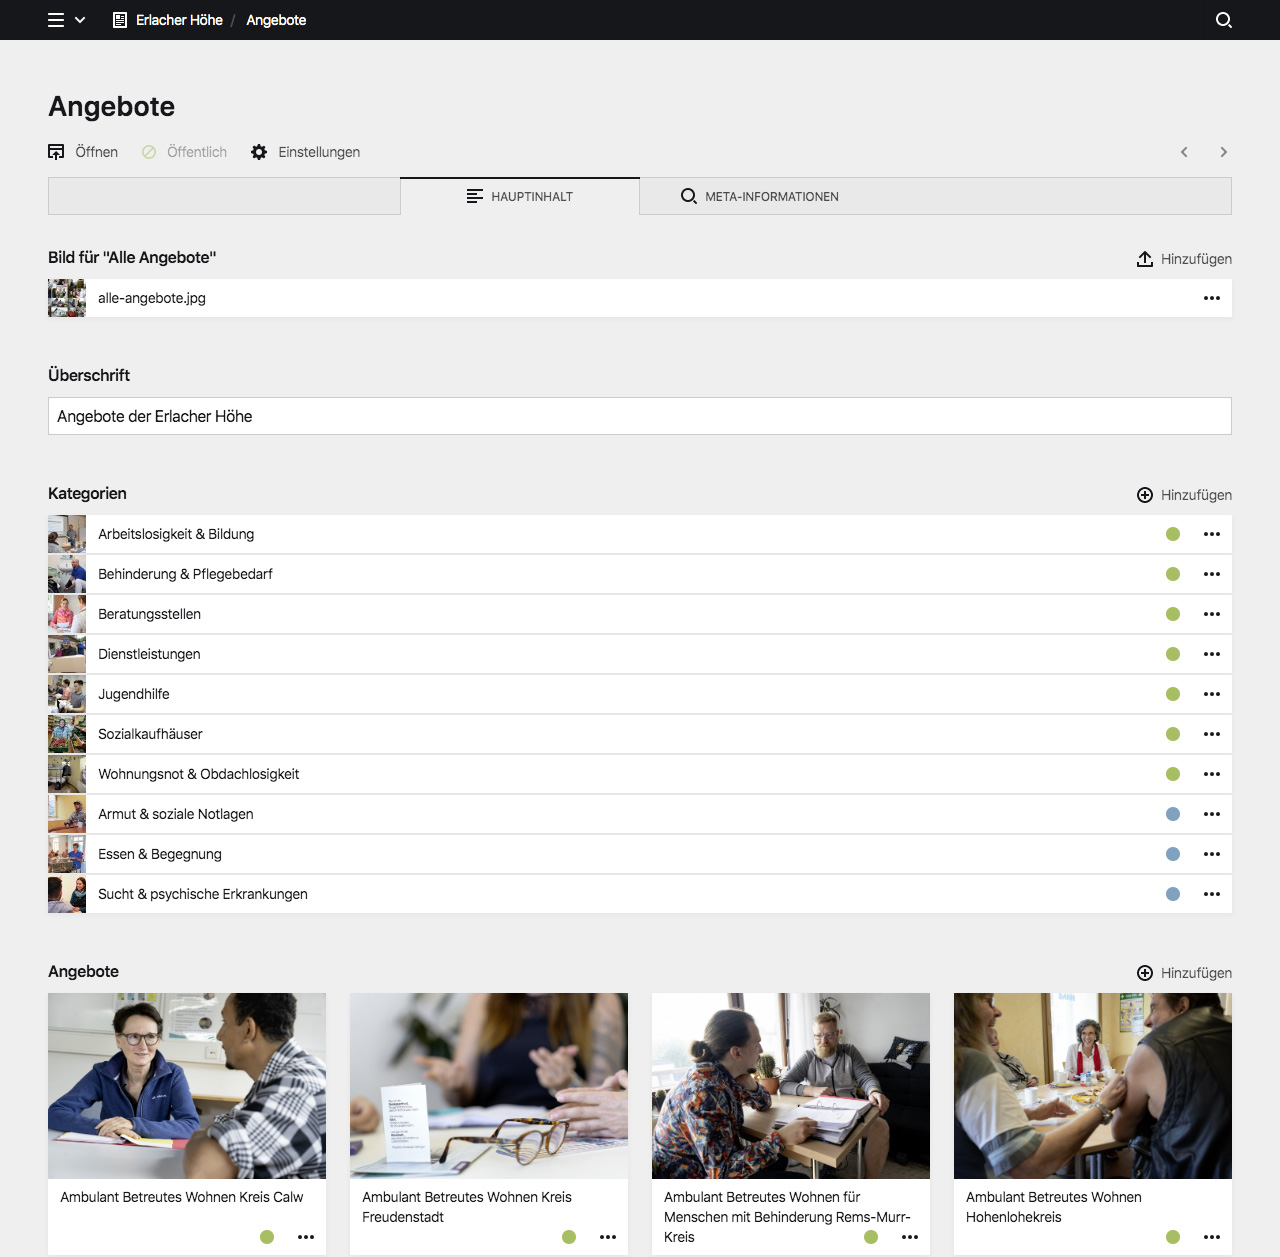 Erlacher Höhe / Angebote
Angebote
Öffnen Öffentlich Einstellungen
HAUPTINHALT META-INFORMATIONEN
Bild für "Alle Angebote" Hinzufügen
alle-angebote.jpg
Überschrift
Angebote der Erlacher Höhe
Kategorien Hinzufügen
Arbeitslosigkeit & Bildung
Behinderung & Pflegebedarf
Beratungsstellen
Dienstleistungen
Jugendhilfe
Sozialkaufhäuser
Wohnungsnot & Obdachlosigkeit
Armut & soziale Notlagen
Essen & Begegnung
Sucht & psychische Erkrankungen
Angebote Hinzufügen
Ambulant Betreutes Wohnen Kreis Calw
Ambulant Betreutes Wohnen Kreis
Freudenstadt
Ambulant Betreutes Wohnen für
Menschen mit Behinderung Rems-Murr-
Kreis
Ambulant Betreutes Wohnen
Hohenlohekreis